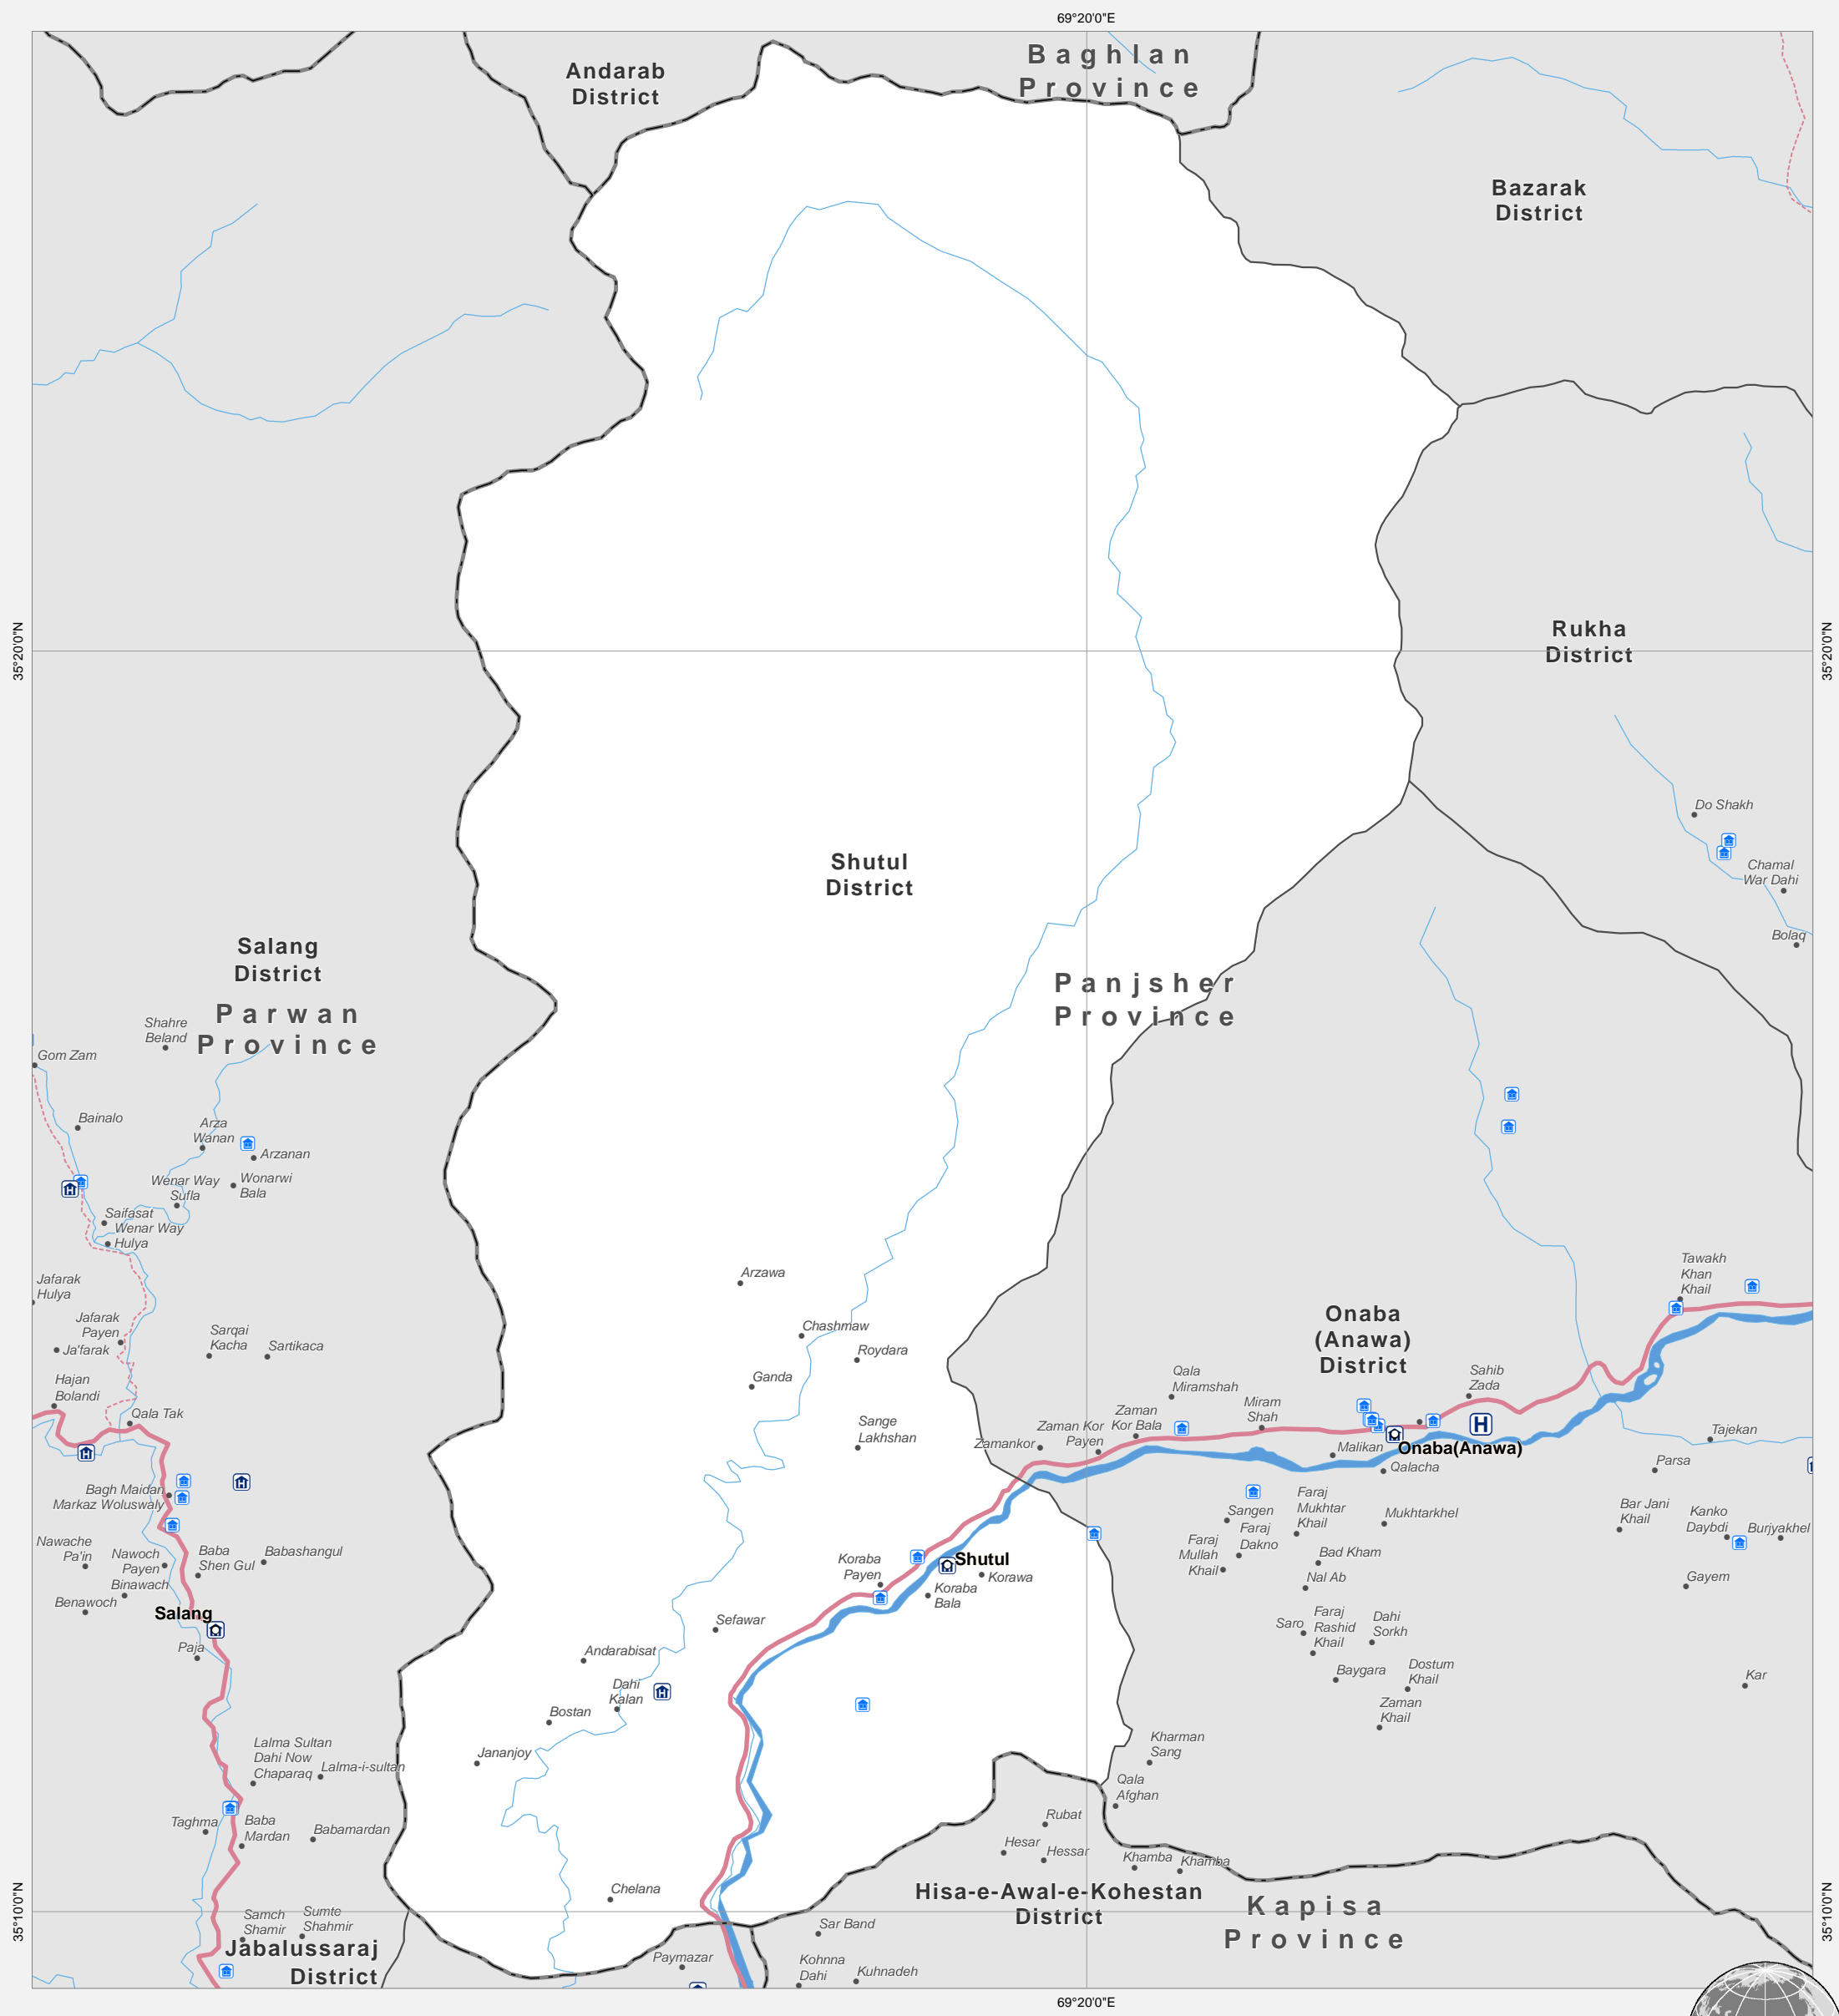 69°20'0"E
Baghlan
Province
Andarab
District
Bazarak
District
35°20'0"N
35°20'0"N
Rukha
District
Do Shakh
Chamal
War Dahi
Bolaq
Shutul
District
Salang
District
Parwan
Province
Panjsher
Province
Shahre
Beland
Gom Zam
Bainalo
Arza
Wanan
Arzanan
Wenar Way
Sufla
Wonarwi
Bala
Saifasat
Wenar Way
Hulya
Jafarak
Hulya
Jafarak
Payen
Ja'farak
Sarqai
Kacha
Sartikaca
Hajan
Bolandi
Qala Tak
Arzawa
Chashmaw
Roydara
Ganda
Sange
Lakhshan
Onaba
(Anawa)
District
Tawakh
Khan
Khail
Qala
Miramshah
Sahib
Zada
Miram
Shah
Zaman
Kor Bala
Zaman Kor
Payen
Zamankor
Malikan
Onaba(Anawa)
Qalacha
Tajekan
Parsa
Bagh Maidan
Markaz Woluswaly
Sangen
Faraj
Mukhtar
Khail
Mukhtarkhel
Bar Jani
Khail
Kanko
Daybdi
Burjyakhel
Faraj
Mullah
Khail
Faraj
Dakno
Bad Kham
Nal Ab
Gayem
Nawache
Pa'in
Nawoch
Payen
Baba
Shen Gul
Babashangul
Binawach
Benawoch
Salang
Paja
Koraba
Payen
Shutul
Korawa
Koraba
Bala
Sefawar
Andarabisat
Dahi
Kalan
Bostan
Jananjoy
Saro
Faraj
Rashid
Khail
Dahi
Sorkh
Baygara
Dostum
Khail
Zaman
Khail
Kar
Kharman
Sang
Qala
Afghan
Lalma Sultan
Dahi Now
Chaparaq
Lalma-i-sultan
Taghma
Baba
Mardan
Babamardan
Rubat
Hesar
Hessar
Khamba
Khamba
Chelana
Hisa-e-Awal-e-Kohestan
District
Kapisa
Province
35°10'0"N
35°10'0"N
Samch
Shamir
Sumte
Shahmir
Jabalussaraj
District
Sar Band
Paymazar
Kohnna
Dahi
Kuhnadeh
69°20'0"E